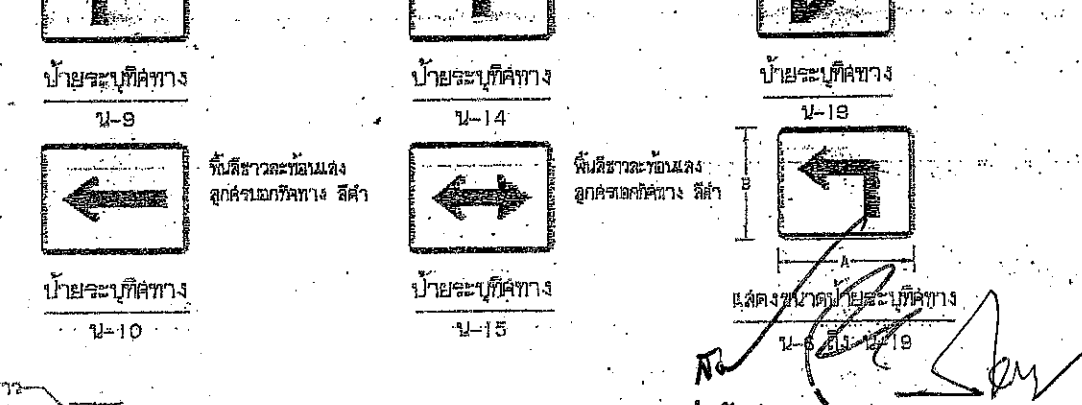 ป้ายระบุทิศทาง
น-9
ป้ายระบุทิศทาง
น-14
ป้ายระบุทิศทาง
น-19
พื้นสีขาวสะท้อนแสง
ลูกศรบอกทิศทาง สีดำ
ป้ายระบุทิศทาง
น-10
พื้นสีขาวสะท้อนแสง
ลูกศรบอกทิศทาง สีดำ
ป้ายระบุทิศทาง
น-15
B
A
แสดงขนาดป้ายระบุทิศทาง
น-6 ถึง น-19